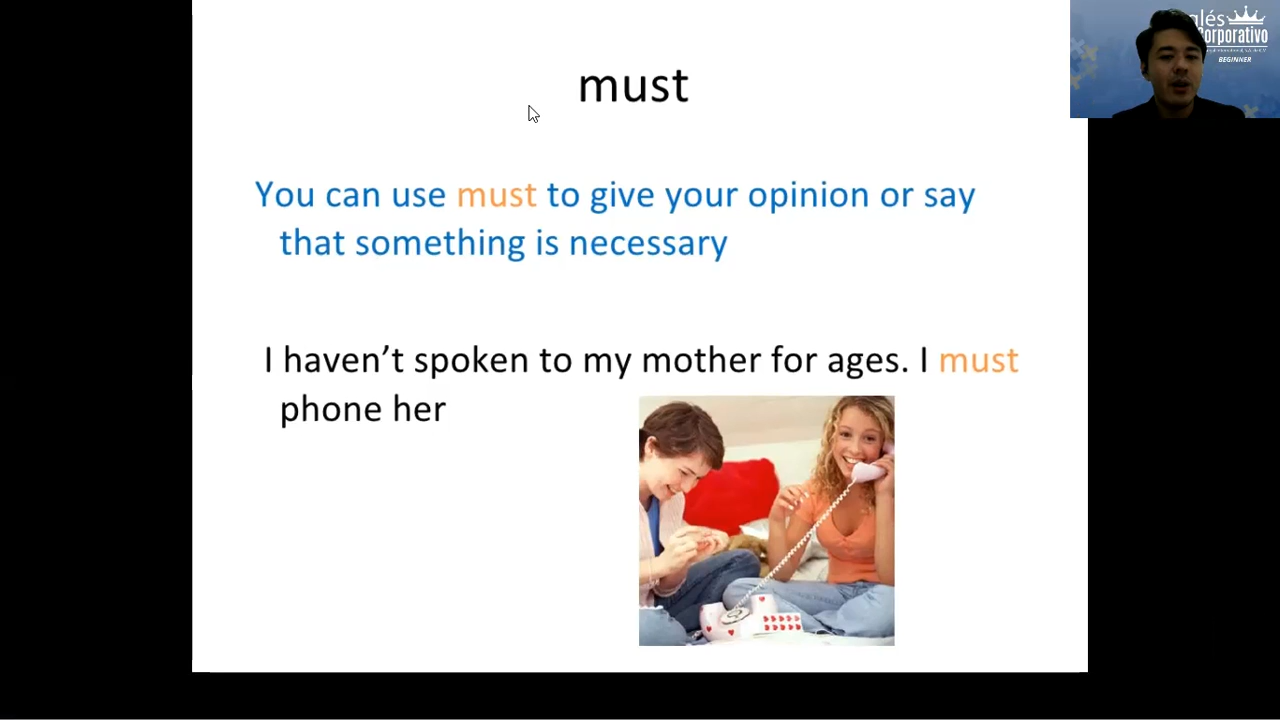 must
You can use must to give your opinion or say
that something is necessary
I haven’t spoken to my mother for ages. I must
phone her
glés
Corporativo
BEGINNER